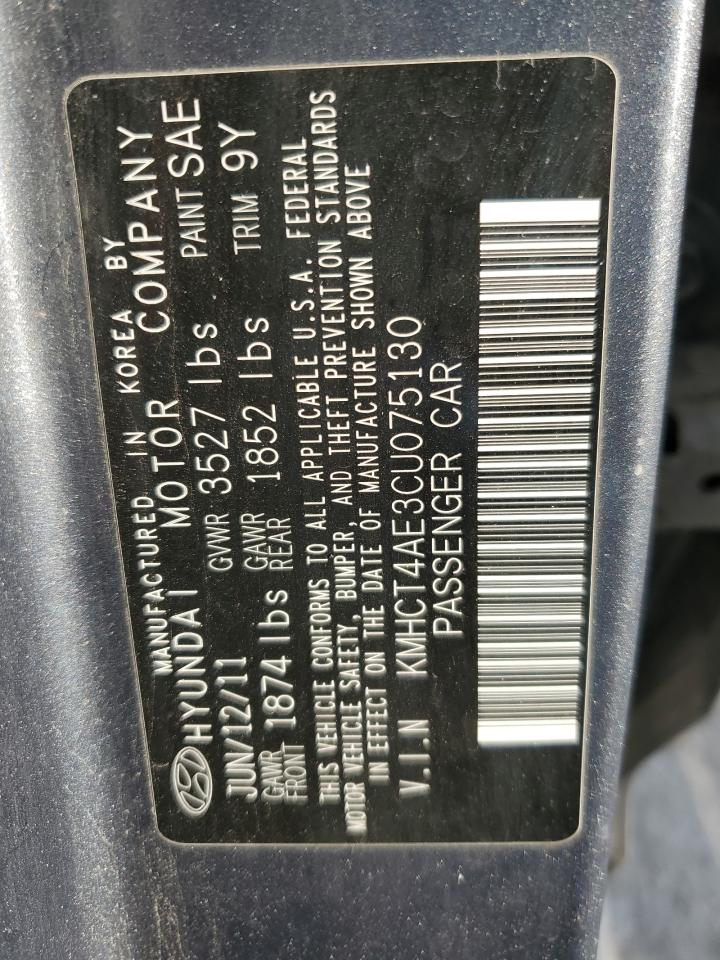 MANUFACTURED IN KOREA BY
HYUNDAI MOTOR COMPANY
JUN/12/11 GVWR 3527 lbs PAINT SAE
GAWR FRONT 1874 lbs GAWR REAR 1852 lbs TRIM 9Y
THIS VEHICLE CONFORMS TO ALL APPLICABLE U.S.A. FEDERAL
MOTOR VEHICLE SAFETY, BUMPER, AND THEFT PREVENTION STANDARDS
IN EFFECT ON THE DATE OF MANUFACTURE SHOWN ABOVE
V.I.N KMHCT4AE3CU075130
PASSENGER CAR